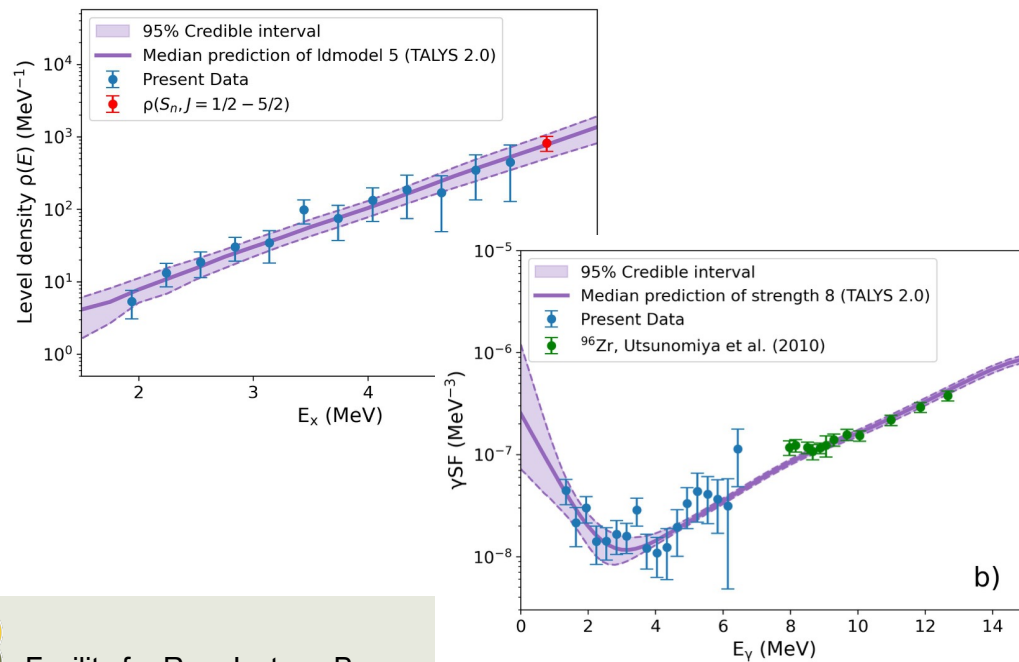 95% Credible interval
Median prediction of ldmodel 5 (TALYS 2.0)
Present Data
ρ(Sₙ, J = 1/2 − 5/2)
Level density ρ(E) (MeV⁻¹)
10⁴
10³
10²
10¹
10⁰
2
3
4
Eₓ (MeV)
95% Credible interval
Median prediction of strength 8 (TALYS 2.0)
Present Data
⁹⁶Zr, Utsunomiya et al. (2010)
γSF (MeV⁻³)
10⁻⁵
10⁻⁶
10⁻⁷
10⁻⁸
b)
0
2
4
6
8
10
12
14
Eᵧ (MeV)